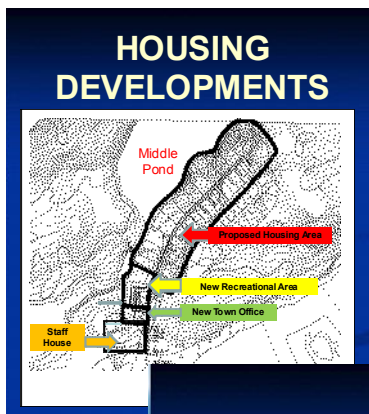 HOUSING
DEVELOPMENTS
Middle
Pond
Proposed Housing Area
New Recreational Area
New Town Office
Staff
House